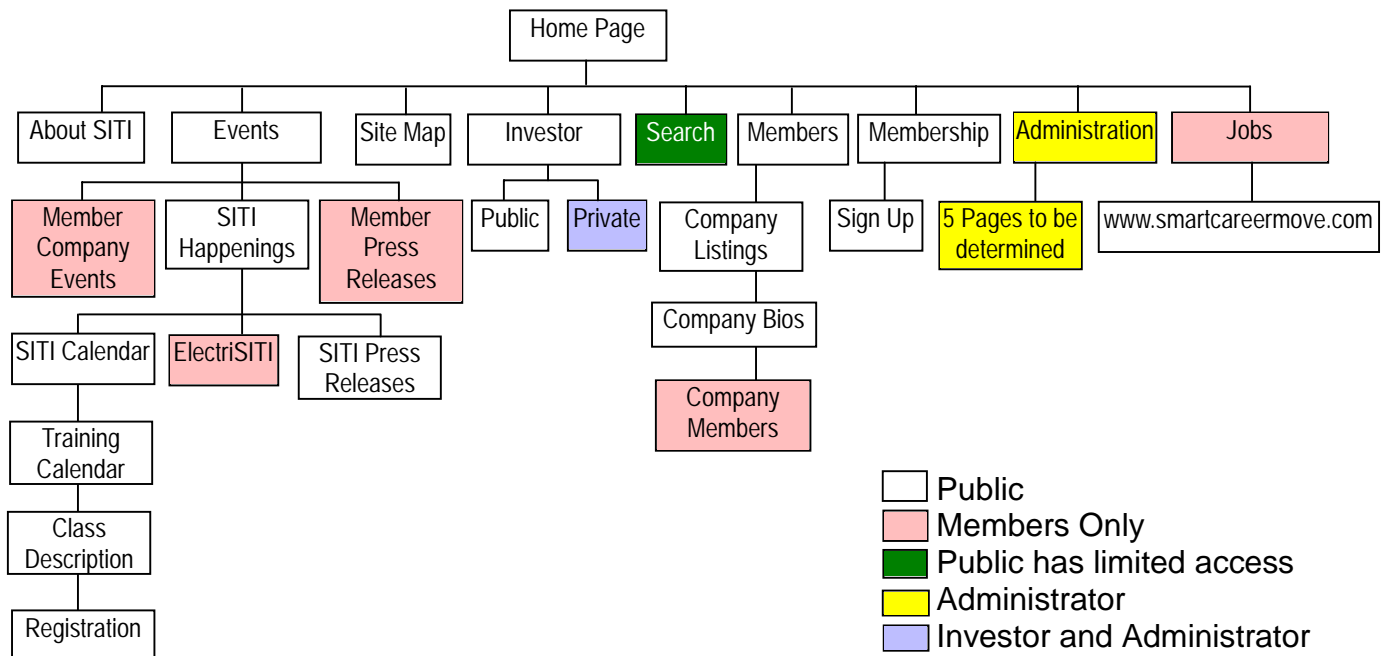 Home Page
About SITI
Events
Site Map
Investor
Search
Members
Membership
Administration
Jobs
Member
Company
Events
SITI
Happenings
Member
Press
Releases
Public
Private
Company
Listings
Sign Up
5 Pages to be
determined
www.smartcareermove.com
Company Bios
SITI Calendar
ElectriSITI
SITI Press
Releases
Company
Members
Training
Calendar
Class
Description
Registration
Public
Members Only
Public has limited access
Administrator
Investor and Administrator